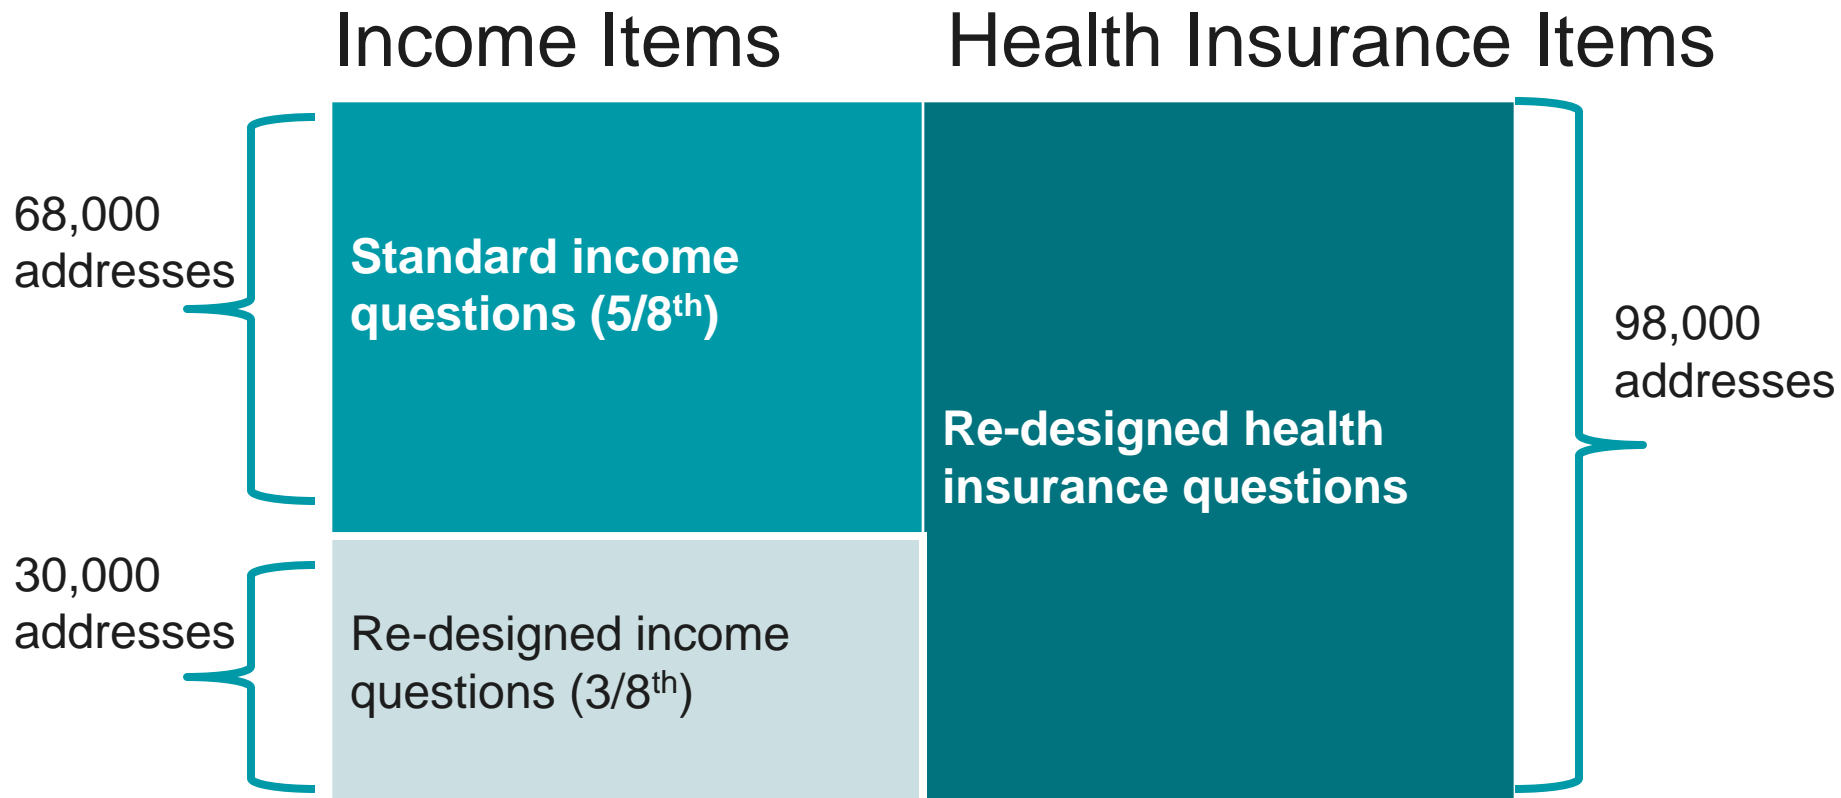 Income Items
Health Insurance Items
68,000
addresses
Standard income
questions (5/8th)
98,000
addresses
Re-designed health
insurance questions
30,000
addresses
Re-designed income
questions (3/8th)